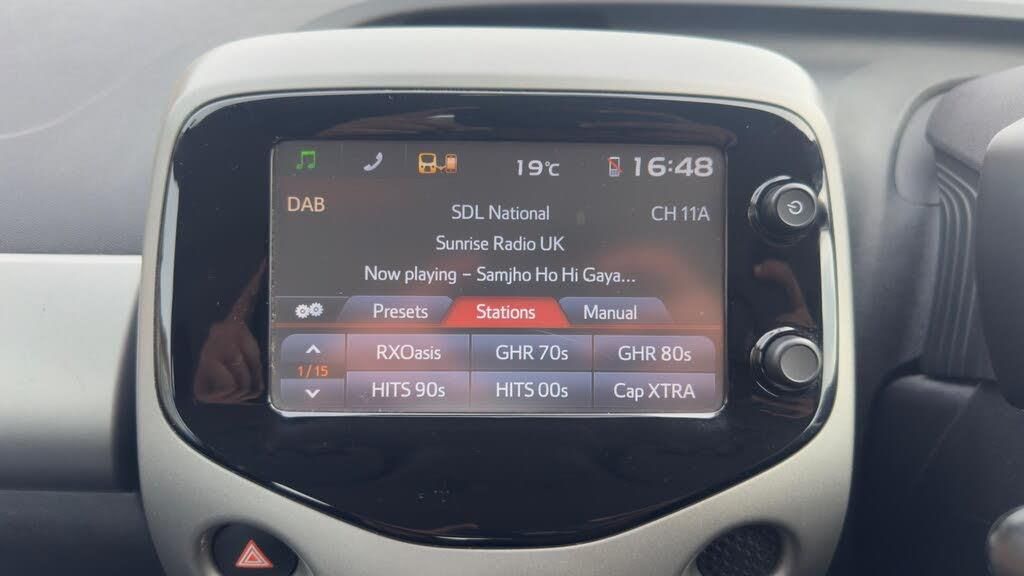 19°C 16:48
DAB SDL National CH 11A
Sunrise Radio UK
Now playing – Samjho Ho Hi Gaya...
Presets Stations Manual
RXOasis GHR 70s GHR 80s
1/15
HITS 90s HITS 00s Cap XTRA